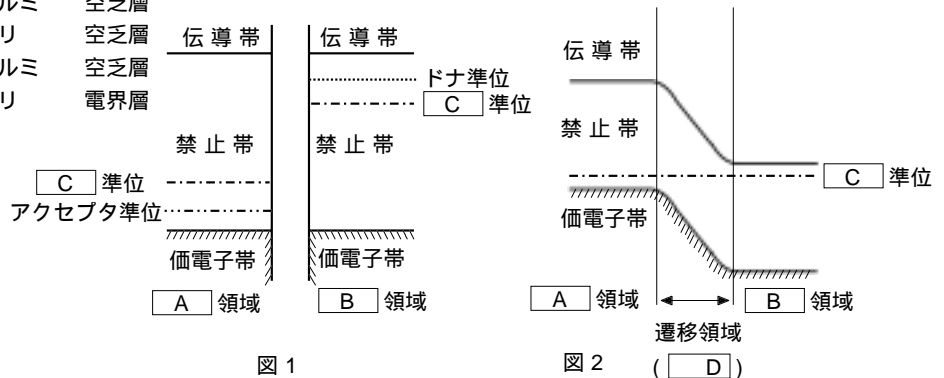 ルミ 空乏層
リ 空乏層
ルミ 空乏層
リ 電界層
伝 導 帯
伝 導 帯
ドナ準位
C 準位
禁 止 帯
禁 止 帯
C 準位
アクセプタ準位
価電子帯
価電子帯
A 領域
B 領域
図 1
伝 導 帯
禁 止 帯
C 準位
価電子帯
A 領域
B 領域
遷移領域
( D )
図 2